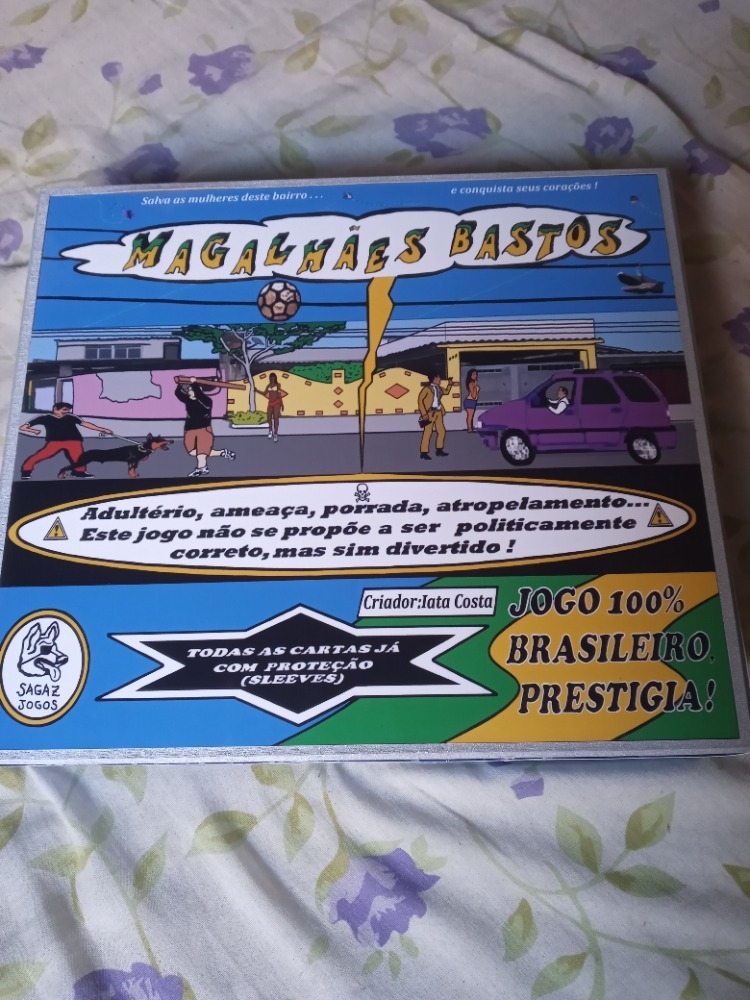 Salva as mulheres deste bairro . . .
e conquista seus corações !
MAGALHÃES BASTOS
Adultério, ameaça, porrada, atropelamento...
Este jogo não se propõe a ser politicamente
correto, mas sim divertido !
Criador:Iata Costa
JOGO 100%
BRASILEIRO.
PRESTIGIA!
TODAS AS CARTAS JÁ
COM PROTEÇÃO
(SLEEVES)
SAGAZ
JOGOS